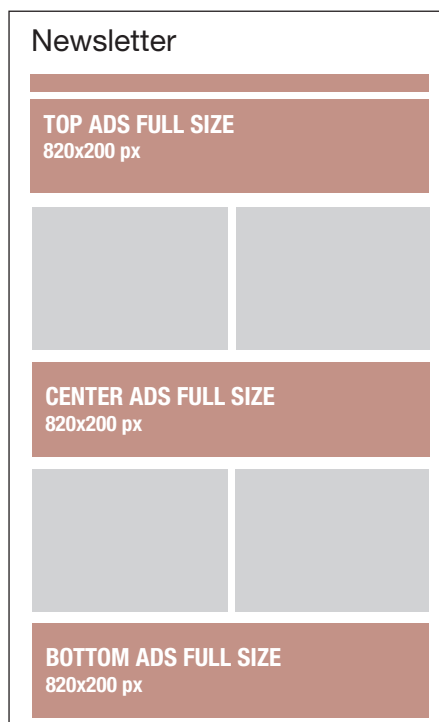 Newsletter
TOP ADS FULL SIZE
820x200 px
CENTER ADS FULL SIZE
820x200 px
BOTTOM ADS FULL SIZE
820x200 px